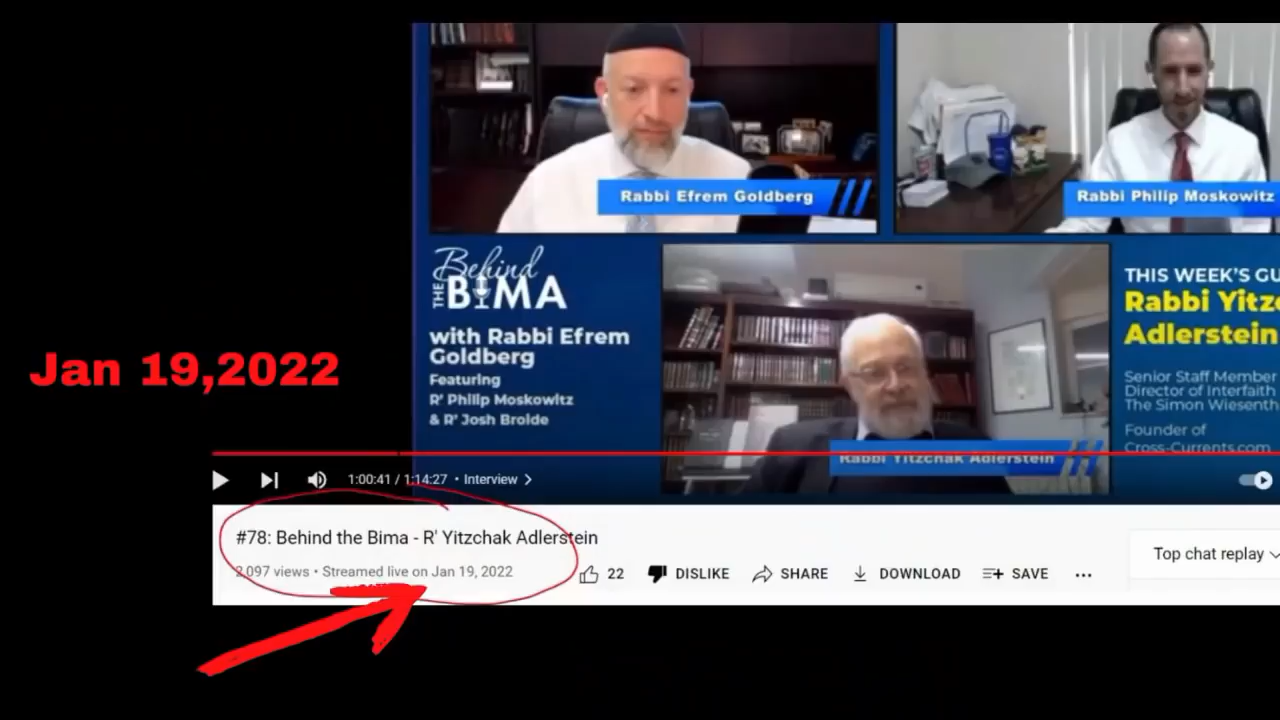 Rabbi Efrem Goldberg
Rabbi Philip Moskowitz
Behind
THE BIMA
with Rabbi Efrem
Goldberg
Featuring
R' Philip Moskowitz
& R' Josh Broide
THIS WEEK'S GU
Rabbi Yitz
Adlerstein
Senior Staff Member
Director of Interfaith
The Simon Wiesenth
Founder of
Cross-Currents.com
Rabbi Yitzchak Adlerstein
Jan 19,2022
1:00:41 / 1:14:27 • Interview
#78: Behind the Bima - R' Yitzchak Adlerstein
2,097 views • Streamed live on Jan 19, 2022
22 DISLIKE SHARE DOWNLOAD SAVE ...
Top chat replay